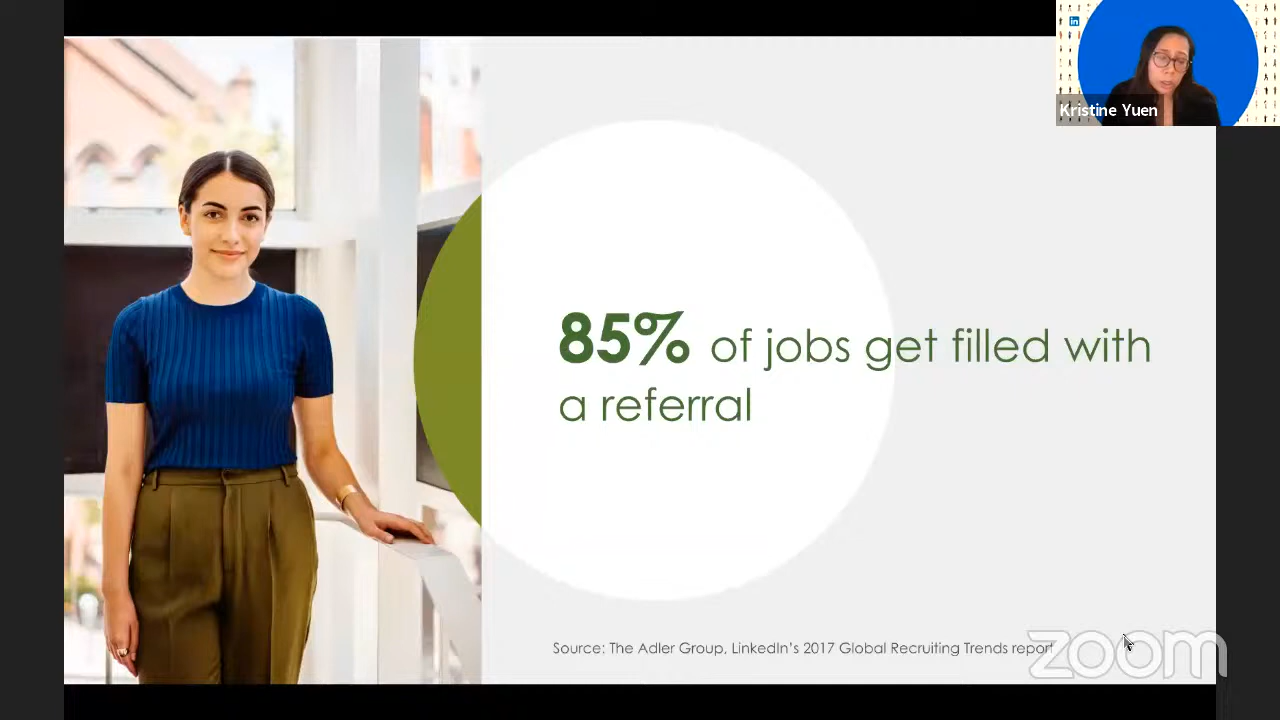 in
Kristine Yuen
85% of jobs get filled with
a referral
Source: The Adler Group, LinkedIn's 2017 Global Recruiting Trends report
zoom